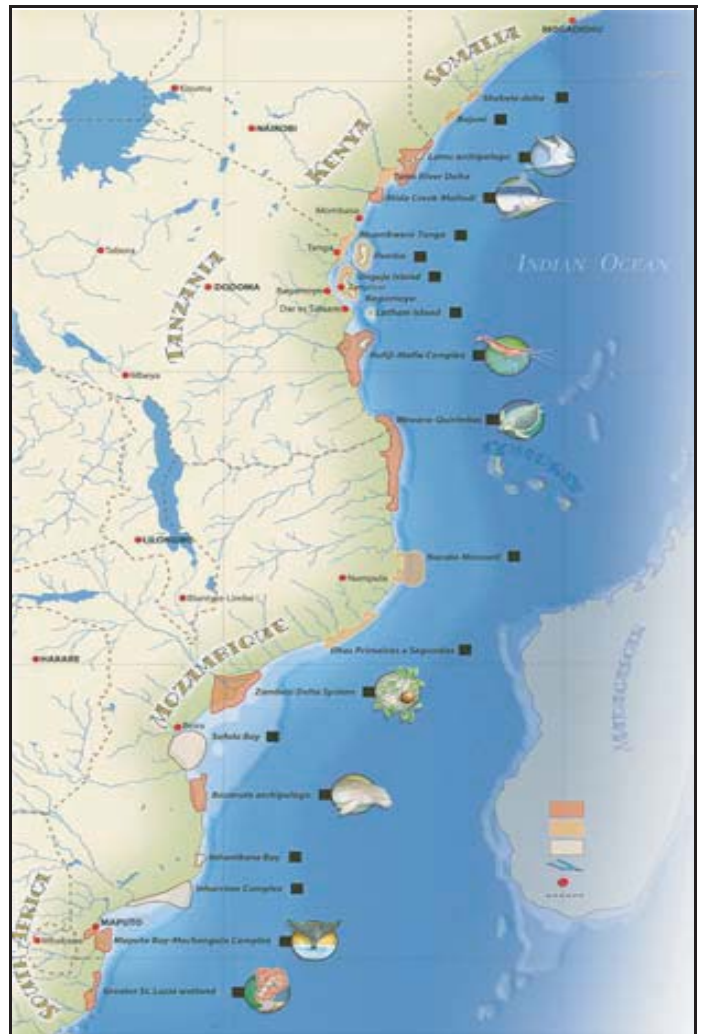 MOGADISHU
SOMALIA
Kisumu
Shebele delta
NAIROBI
Bajuni
KENYA
Lamu archipelago
Tana River Delta
Mida Creek-Malindi
Mombasa
Msambweni Tanga
Tanga
Tabora
Pemba
INDIAN OCEAN
Unguja Island
DODOMA
Zanzibar
Bagamoyo
Bagamoyo
Dar es Salaam
Latham Island
TANZANIA
Rufiji-Mafia Complex
Mbeya
Mtwara-Quirimbas
COMOROS
LILONGWE
Nampula
Blantyre-Limbe
MOZAMBIQUE
Ilhas Primeiras e Segundas
HARARE
MADAGASCAR
Zambezi Delta System
Beira
Sofala Bay
Bazaruto archipelago
Inhambane Bay
Inharrime Complex
SOUTH AFRICA
MAPUTO
Mbabane
Maputo Bay-Machangulo Complex
Greater St. Lucia wetland